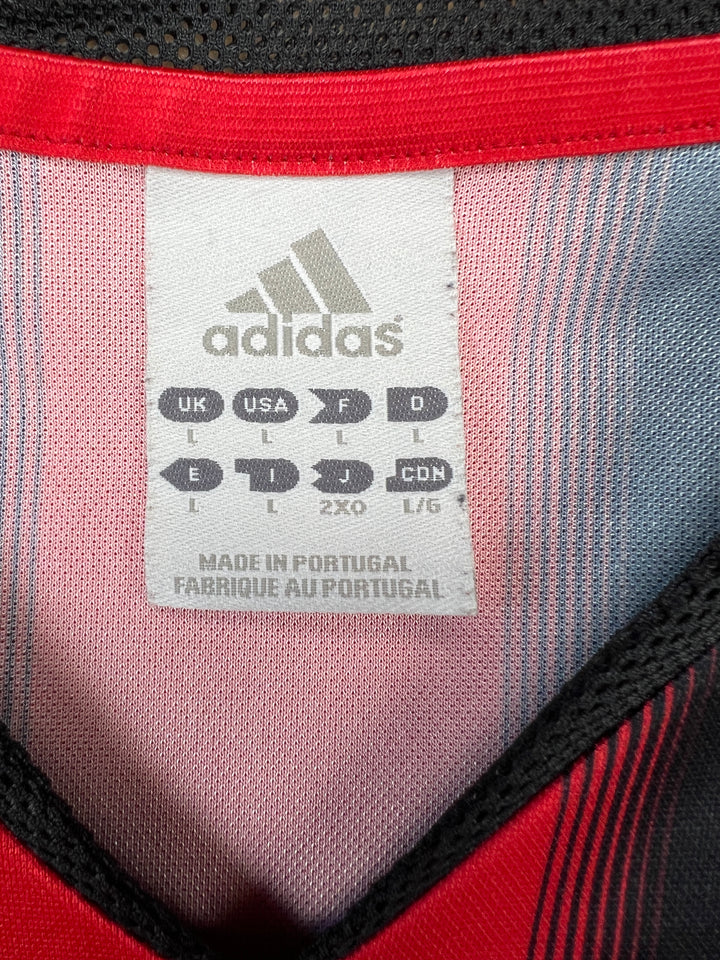 adidas
UK USA F D
L L L L
E I J CDN
L L 2XO L/G
MADE IN PORTUGAL
FABRIQUE AU PORTUGAL